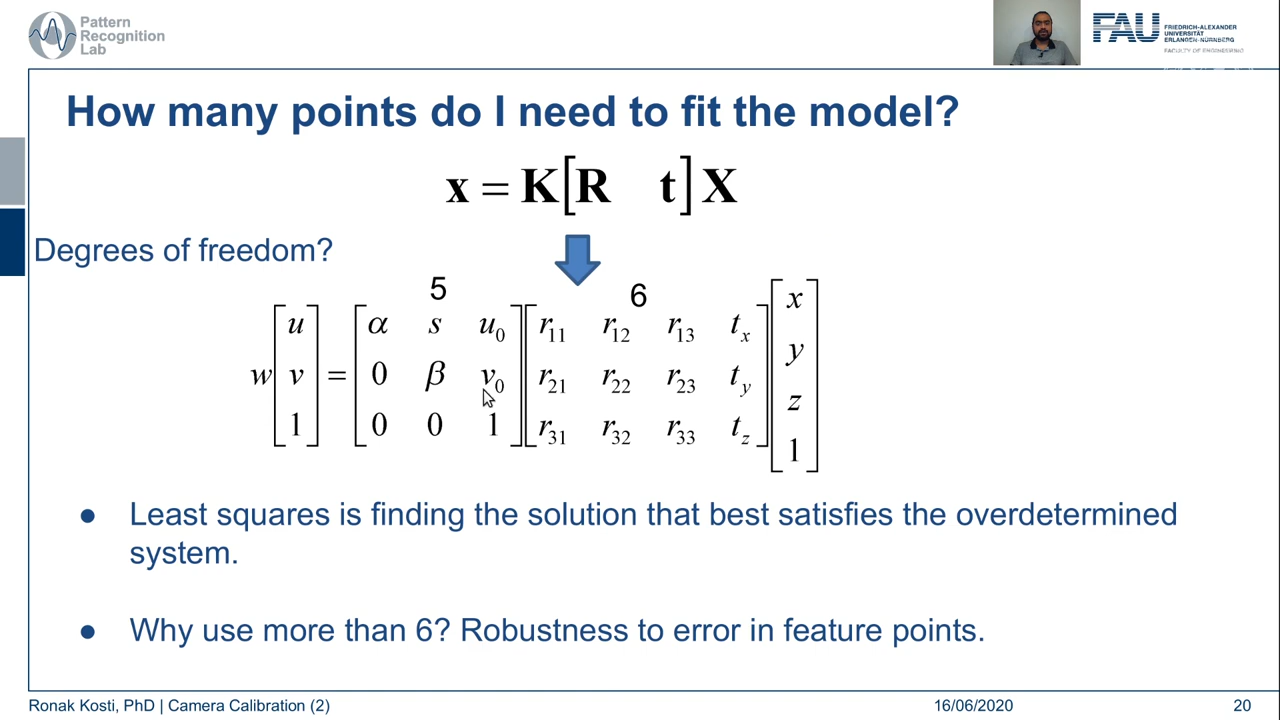 Pattern
Recognition
Lab
FAU
FRIEDRICH-ALEXANDER
UNIVERSITÄT
ERLANGEN-NÜRNBERG
FACULTY OF ENGINEERING
How many points do I need to fit the model?
x = K[R t]X
Degrees of freedom?
5 6
w[u v 1] = [α s u₀ 0 β v₀ 0 0 1][r₁₁ r₁₂ r₁₃ tₓ r₂₁ r₂₂ r₂₃ t_y r₃₁ r₃₂ r₃₃ t_z][x y z 1]
● Least squares is finding the solution that best satisfies the overdetermined
system.
● Why use more than 6? Robustness to error in feature points.
Ronak Kosti, PhD | Camera Calibration (2) 16/06/2020 20